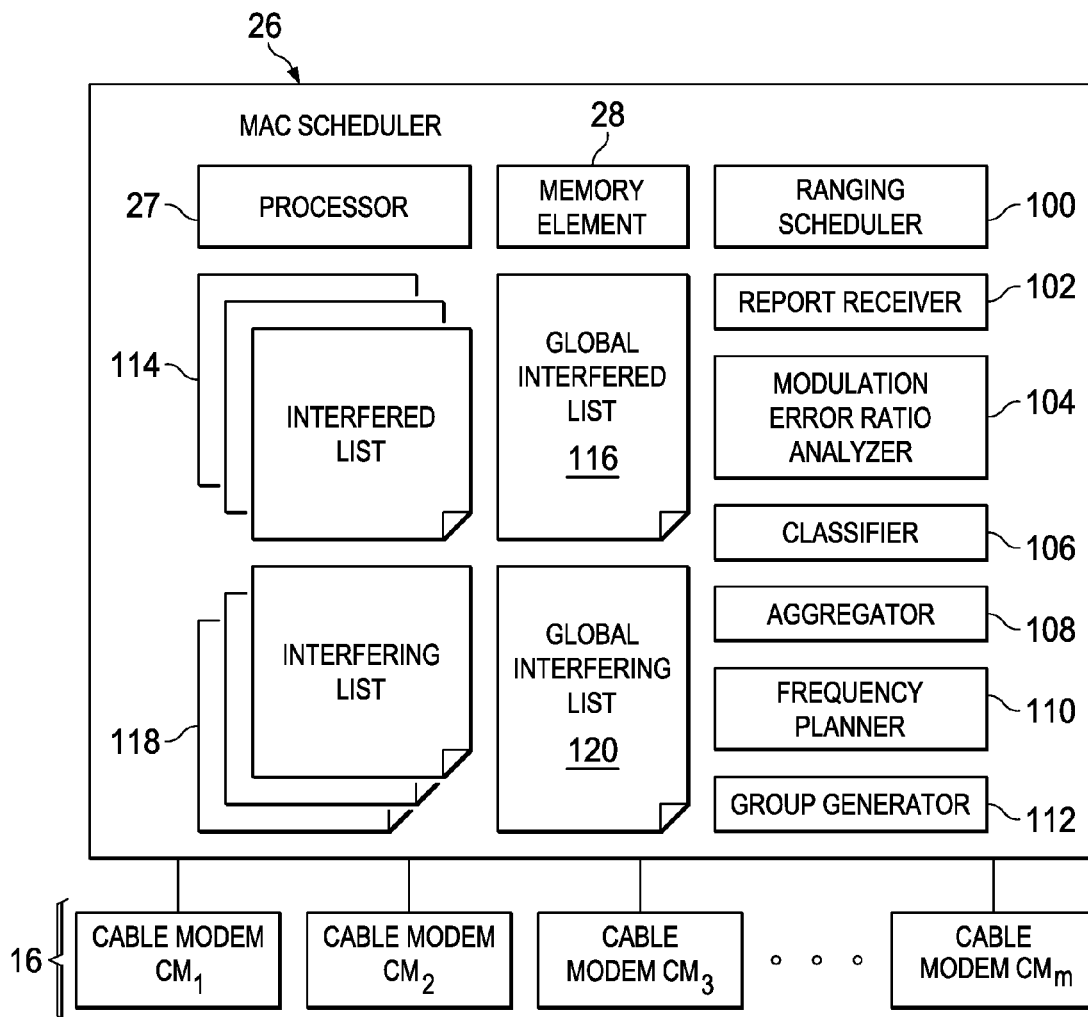 26
MAC SCHEDULER
28
27
PROCESSOR
MEMORY
ELEMENT
RANGING
SCHEDULER
100
REPORT RECEIVER
102
114
INTERFERED
LIST
GLOBAL
INTERFERED
LIST
116
MODULATION
ERROR RATIO
ANALYZER
104
CLASSIFIER
106
118
INTERFERING
LIST
GLOBAL
INTERFERING
LIST
120
AGGREGATOR
108
FREQUENCY
PLANNER
110
GROUP GENERATOR
112
16
CABLE MODEM
CM1
CABLE MODEM
CM2
CABLE
MODEM CM3
CABLE
MODEM CMm